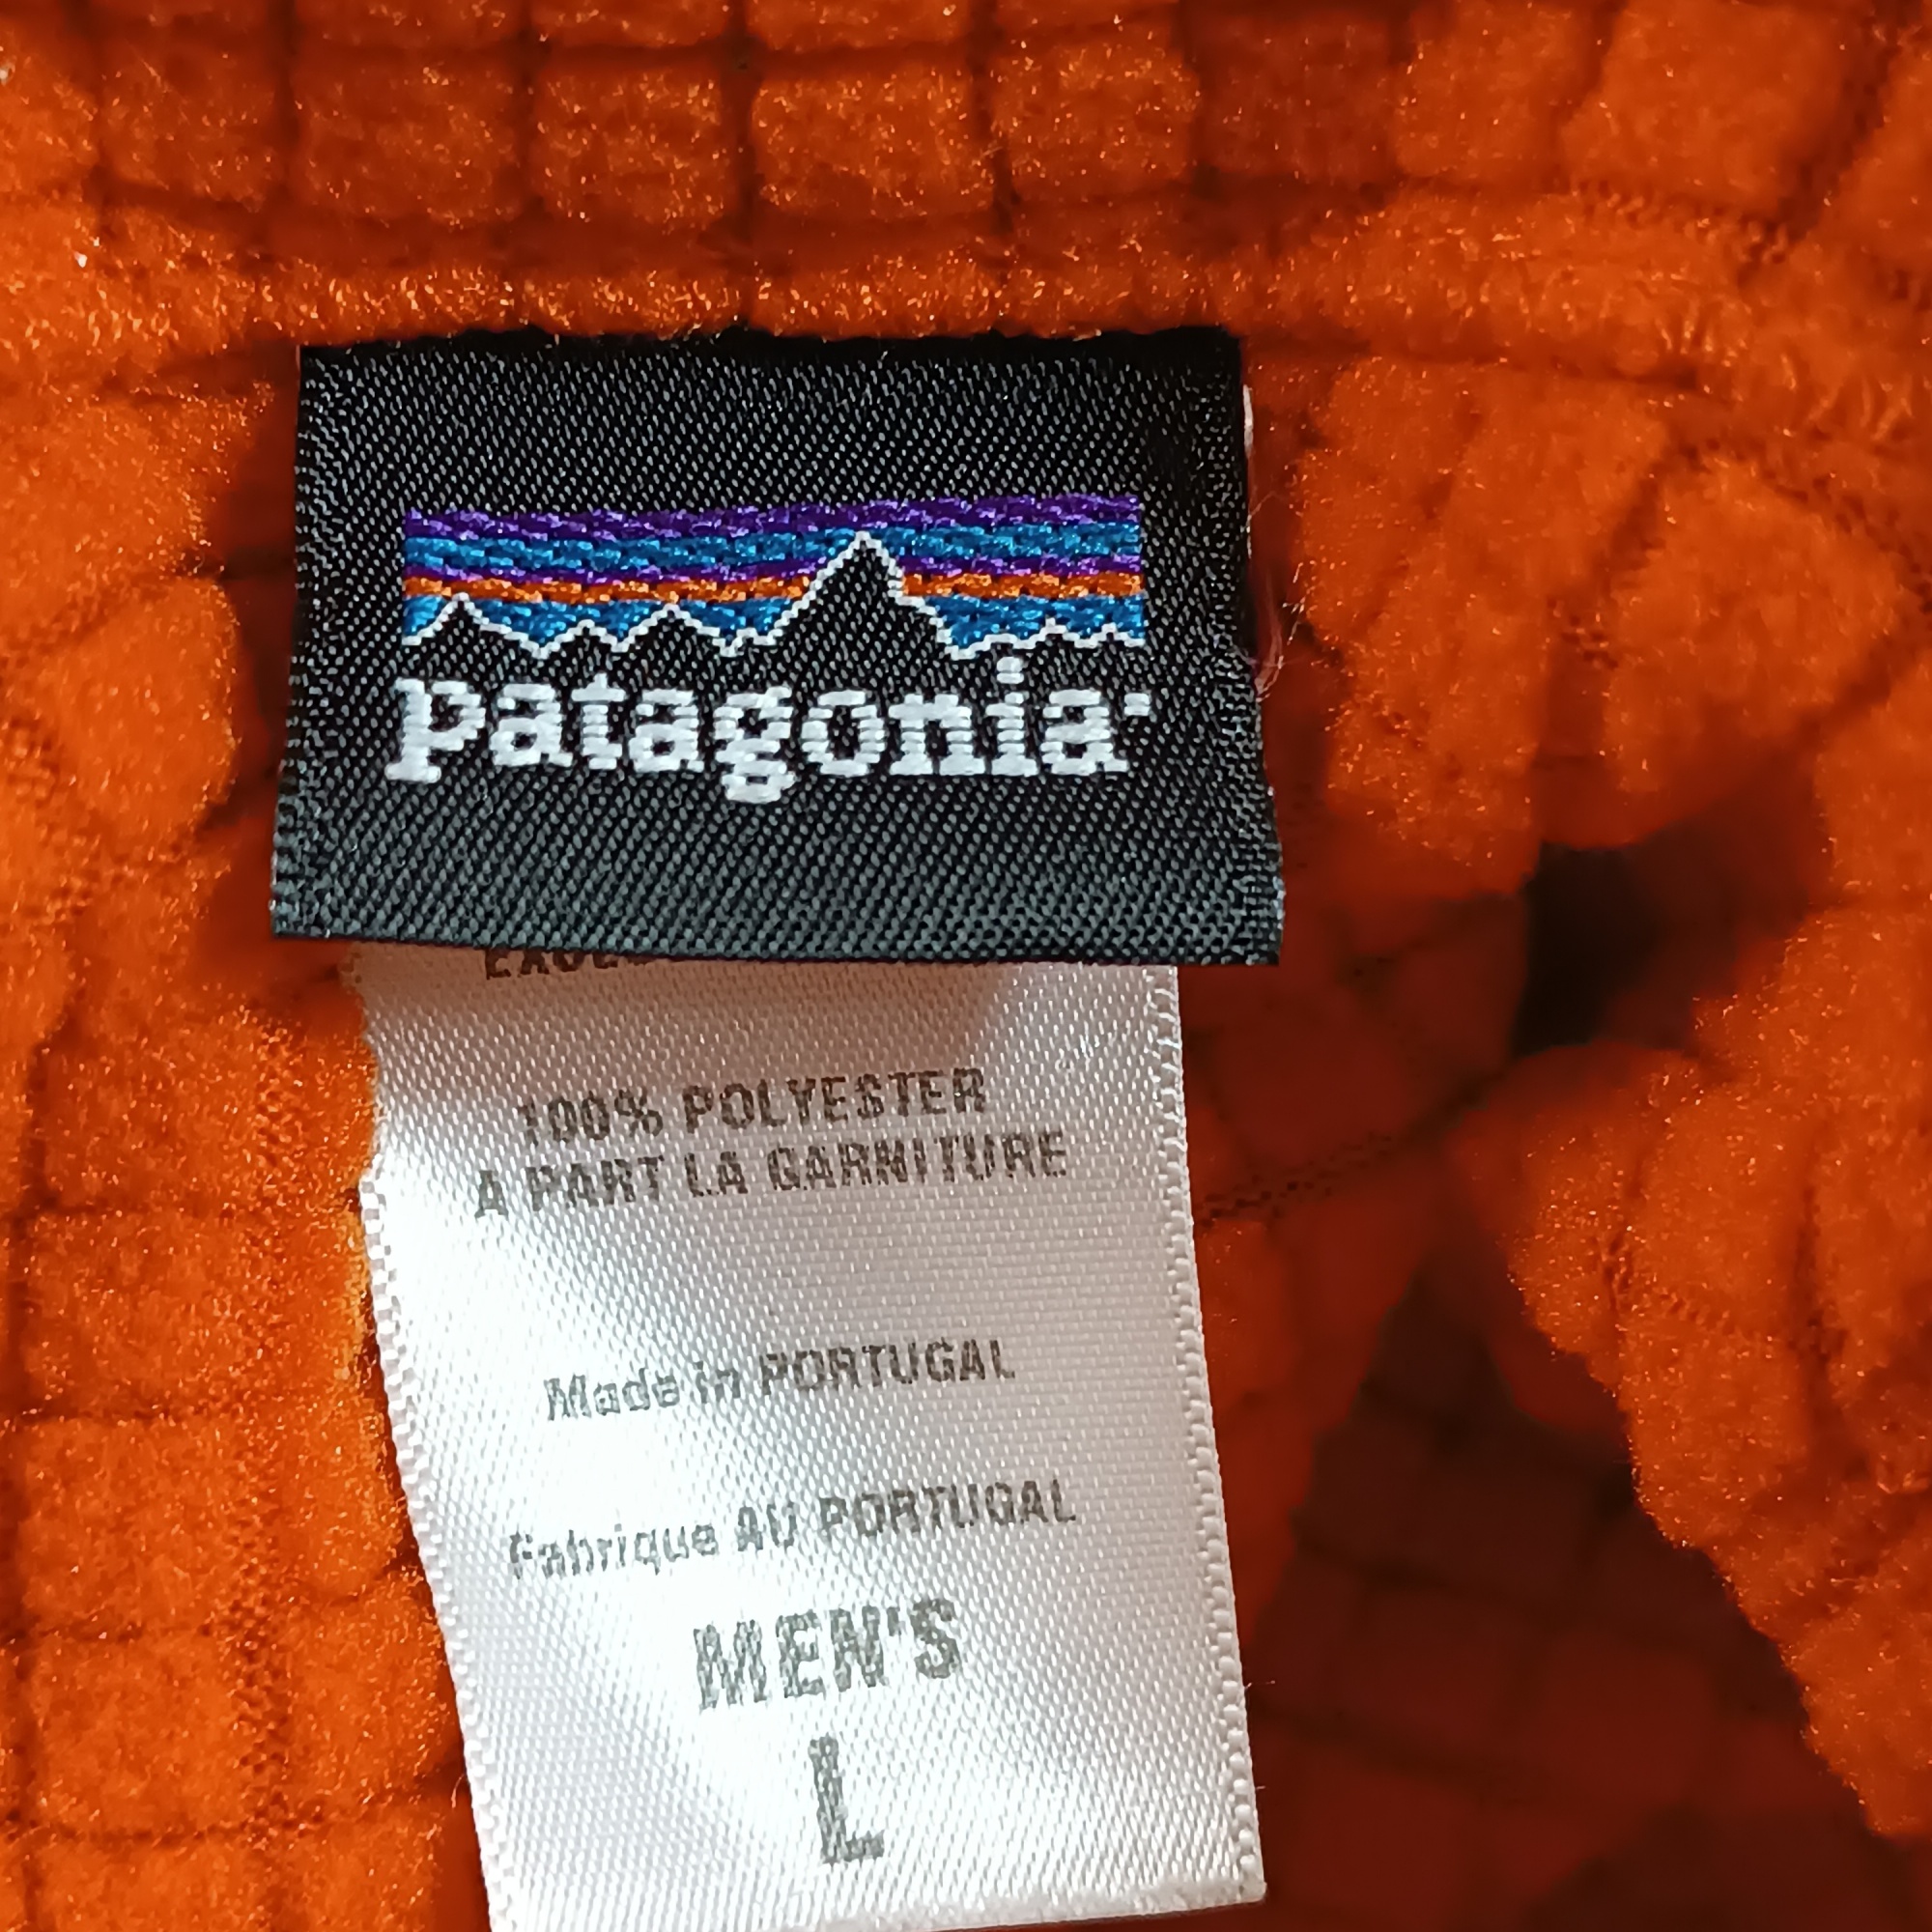 patagonia
100% POLYESTER
A PART LA GARNITURE
Made in PORTUGAL
Fabrique AU PORTUGAL
MEN'S
L